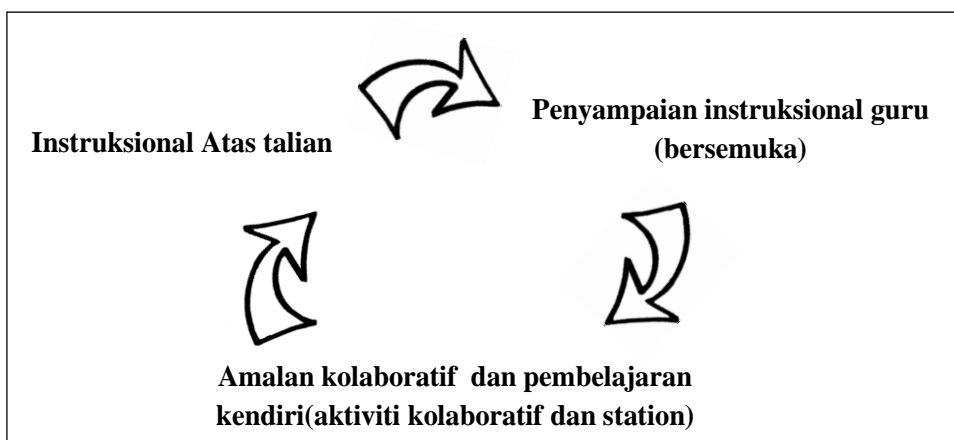 Instruksional Atas talian
Penyampaian instruksional guru
(bersemuka)
Amalan kolaboratif dan pembelajaran
kendiri(aktiviti kolaboratif dan station)